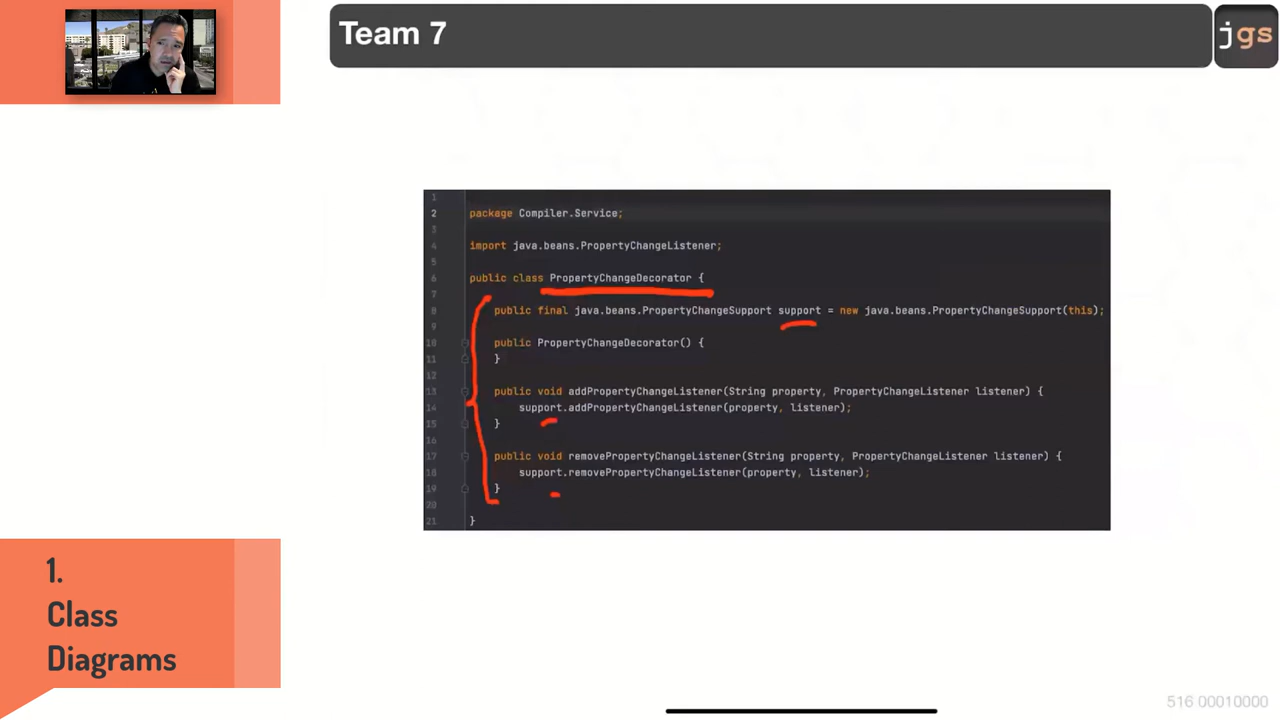 Team 7
jgs
1
2 package Compiler.Service;
3
4 import java.beans.PropertyChangeListener;
5
6 public class PropertyChangeDecorator {
7
8 public final java.beans.PropertyChangeSupport support = new java.beans.PropertyChangeSupport(this);
9
10 public PropertyChangeDecorator() {
11 }
12
13 public void addPropertyChangeListener(String property, PropertyChangeListener listener) {
14 support.addPropertyChangeListener(property, listener);
15 }
16
17 public void removePropertyChangeListener(String property, PropertyChangeListener listener) {
18 support.removePropertyChangeListener(property, listener);
19 }
20
21 }
1.
Class
Diagrams
516 00010000